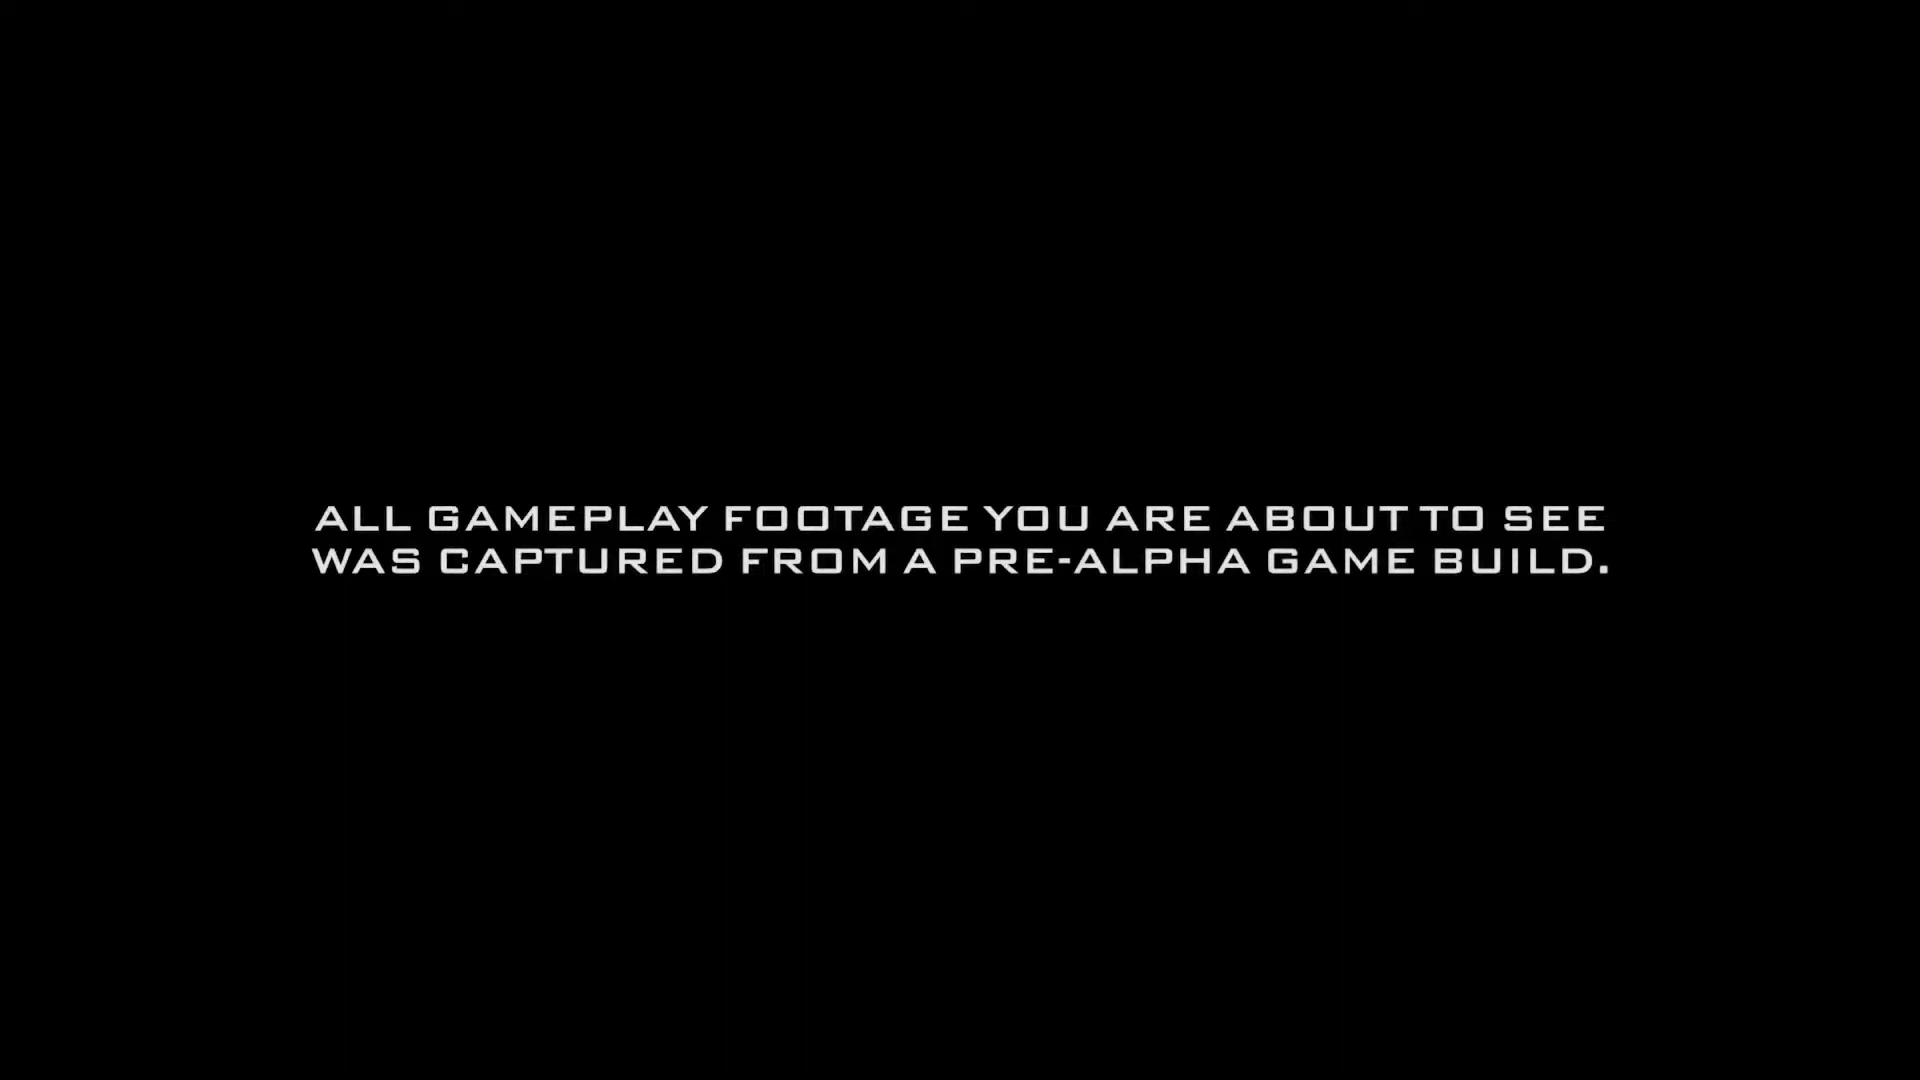 ALL GAMEPLAY FOOTAGE YOU ARE ABOUT TO SEE
WAS CAPTURED FROM A PRE-ALPHA GAME BUILD.